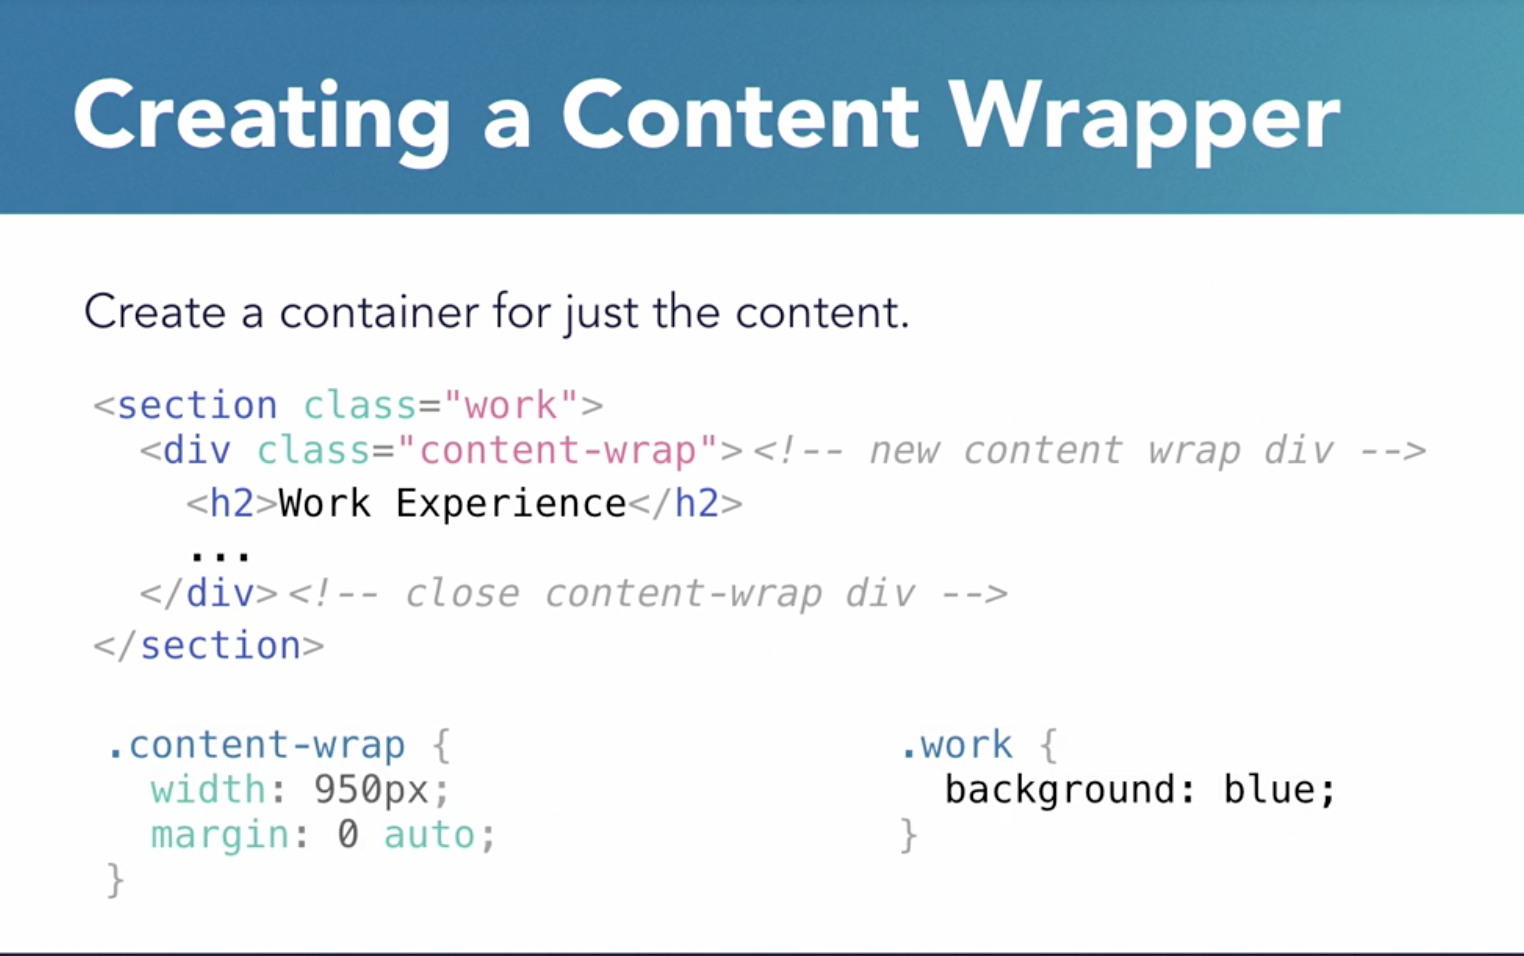 Creating a Content Wrapper
Create a container for just the content.
<section class="work">
<div class="content-wrap"><!-- new content wrap div -->
<h2>Work Experience</h2>
...
</div><!-- close content-wrap div -->
</section>
.content-wrap {
width: 950px;
margin: 0 auto;
}
.work {
background: blue;
}